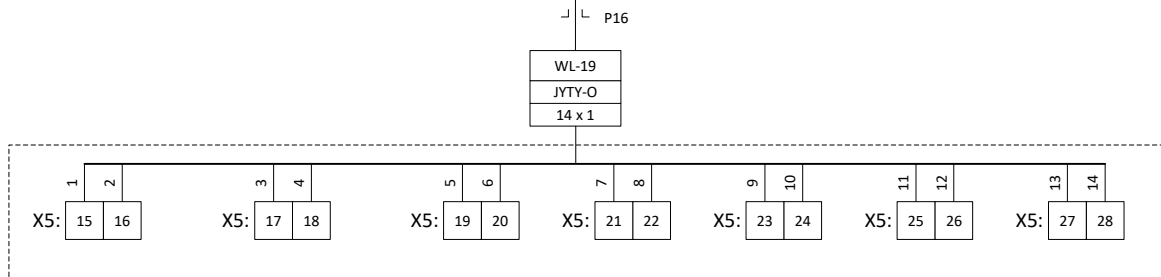 P16
WL-19
JYTY-O
14 x 1
1 2 3 4 5 6 7 8 9 10 11 12 13 14
X5: 15 16 X5: 17 18 X5: 19 20 X5: 21 22 X5: 23 24 X5: 25 26 X5: 27 28